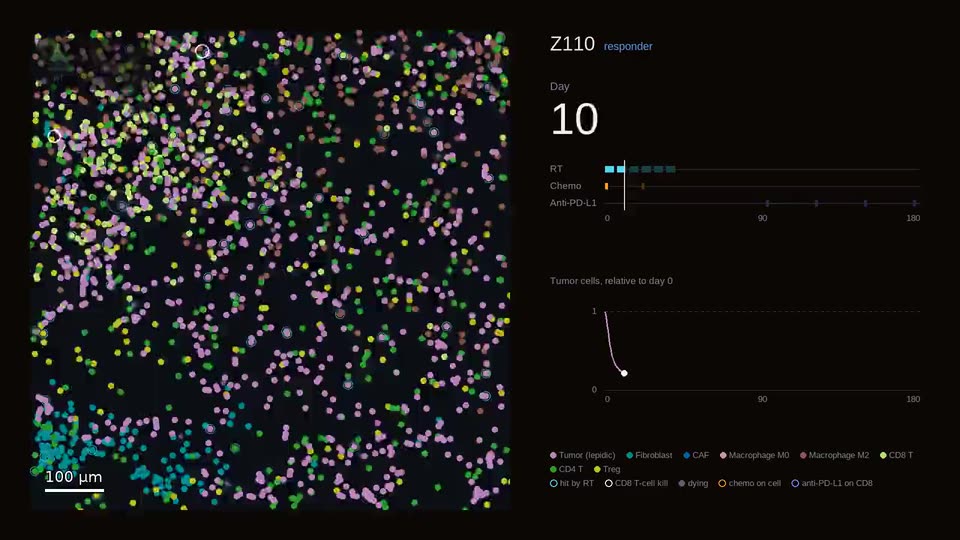 Z110 responder
Day
10
RT
Chemo
Anti-PD-L1
0 90 180
Tumor cells, relative to day 0
1
0
0 90 180
Tumor (lepidic) Fibroblast CAF Macrophage M0 Macrophage M2 CD8 T
CD4 T Treg
hit by RT CD8 T-cell kill dying chemo on cell anti-PD-L1 on CD8
100 µm